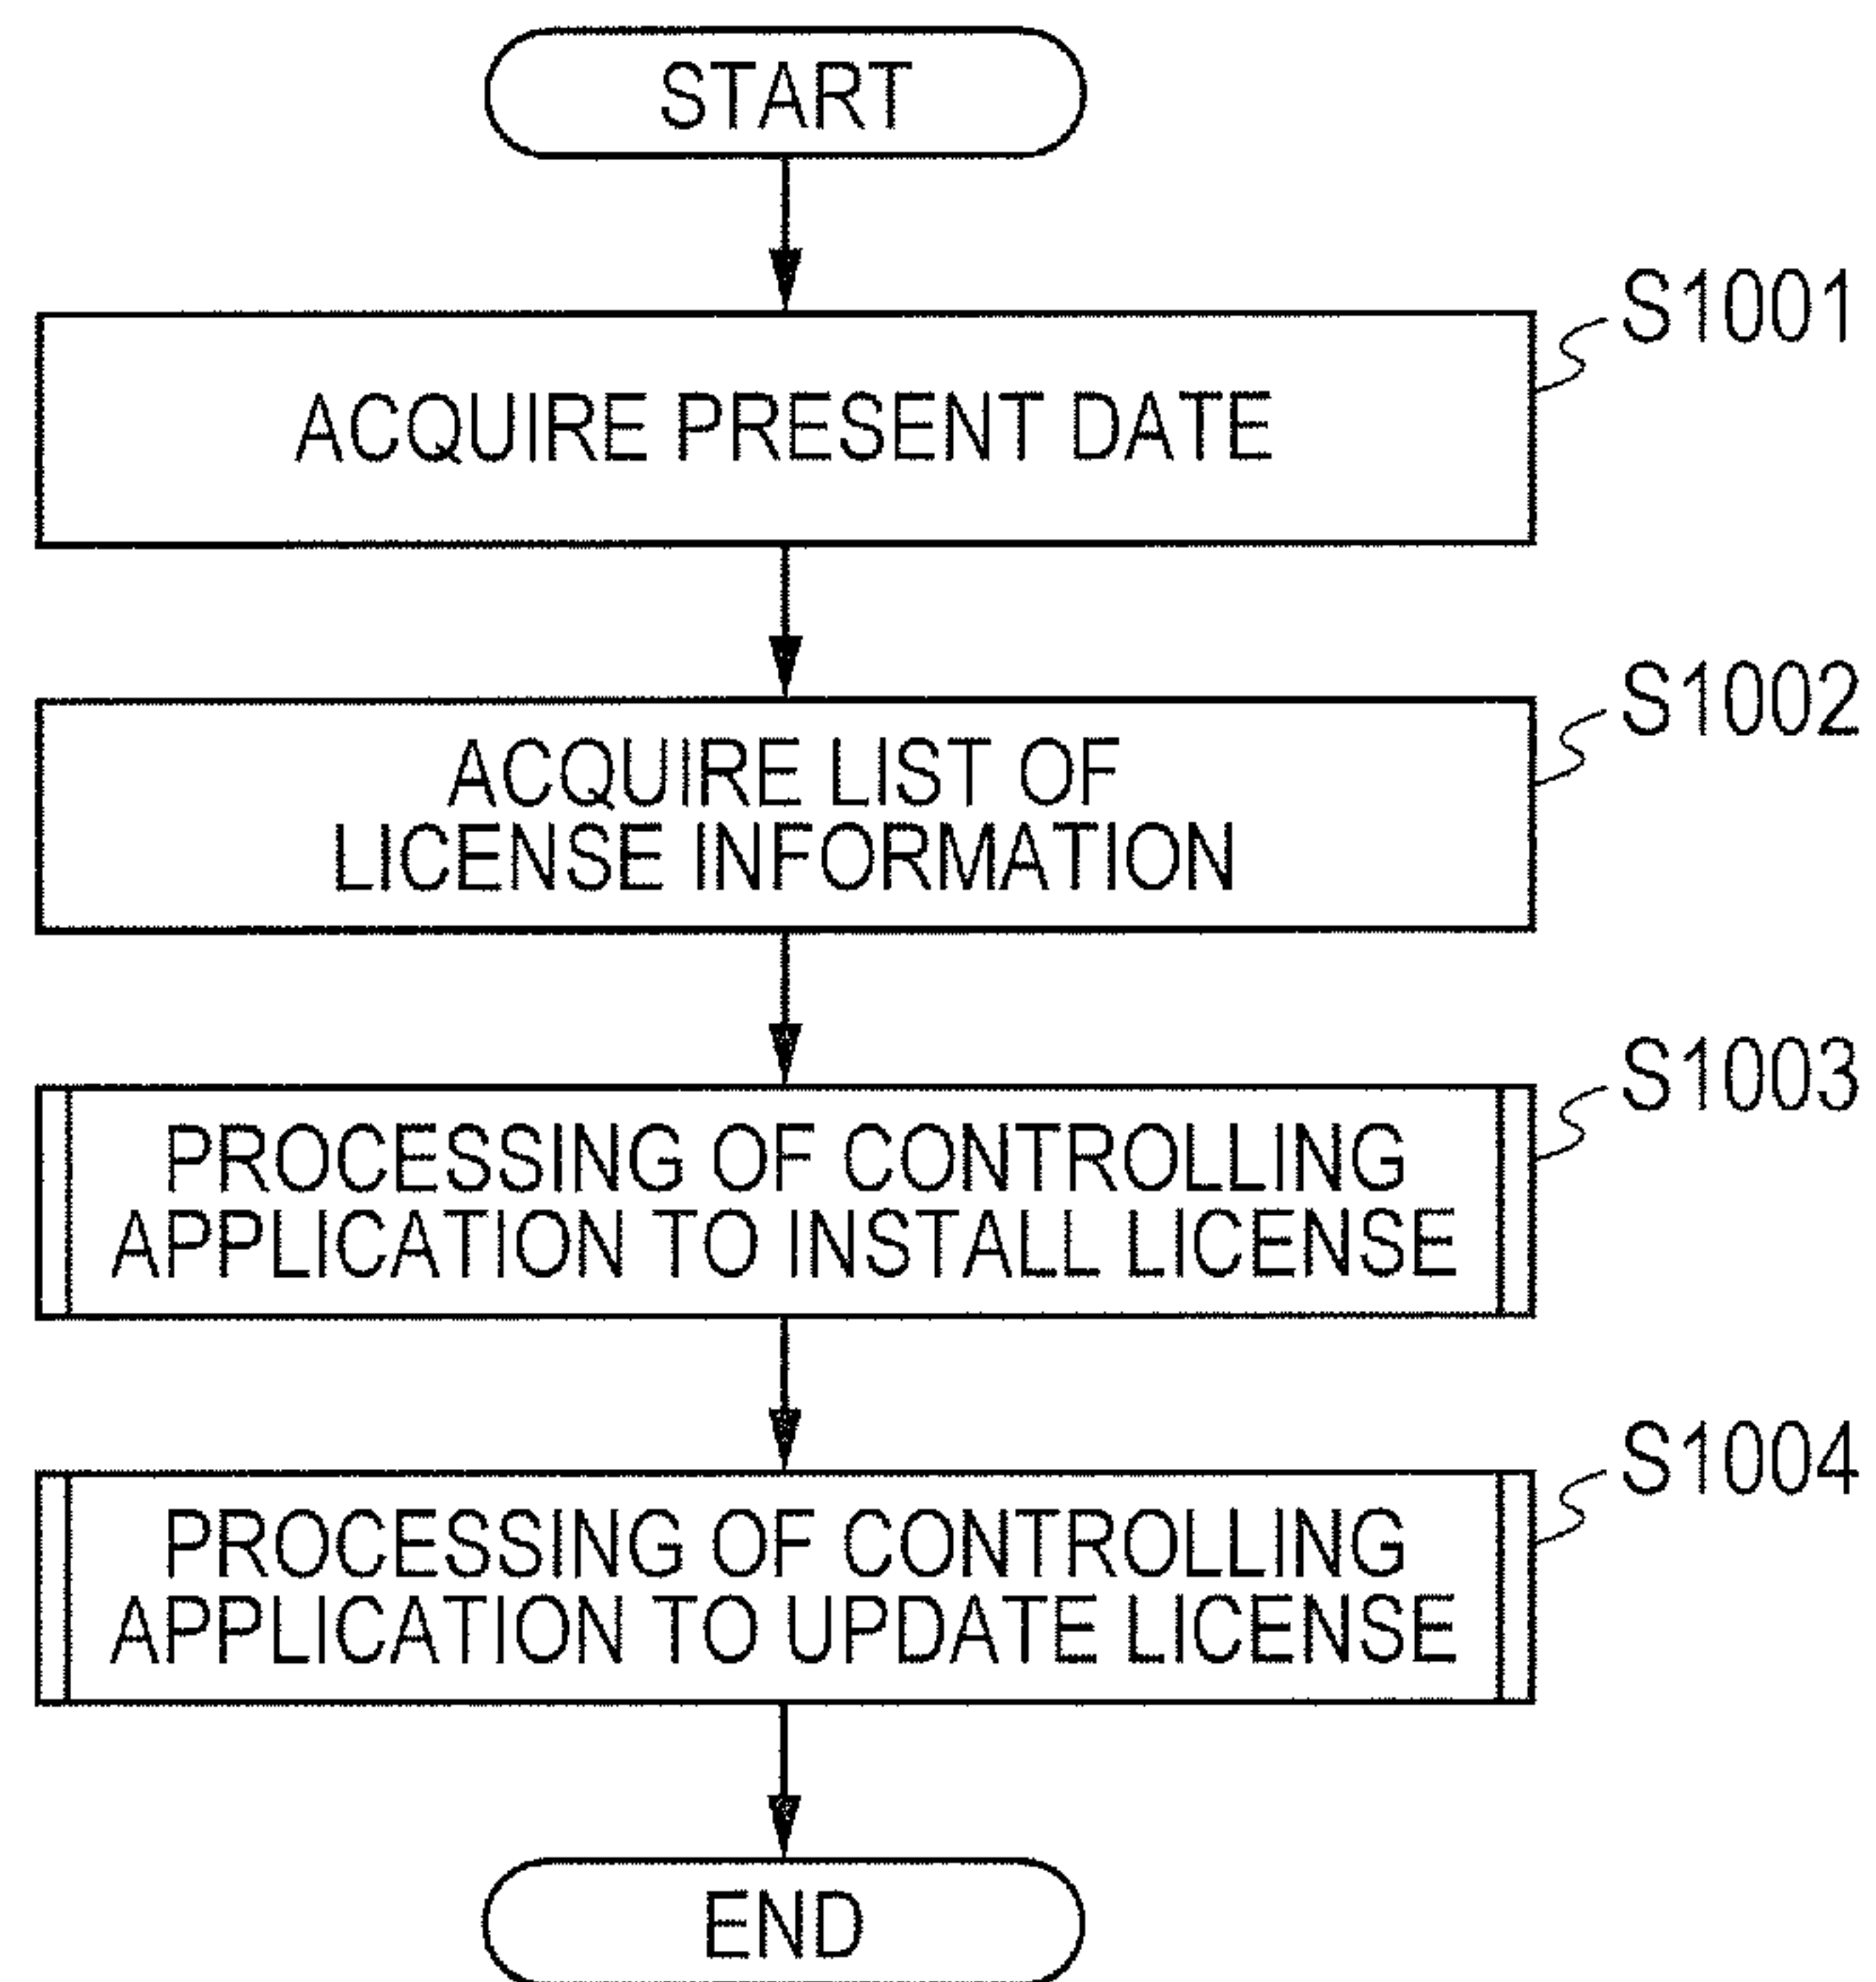 START
S1001
ACQUIRE PRESENT DATE
S1002
ACQUIRE LIST OF
LICENSE INFORMATION
S1003
PROCESSING OF CONTROLLING
APPLICATION TO INSTALL LICENSE
S1004
PROCESSING OF CONTROLLING
APPLICATION TO UPDATE LICENSE
END